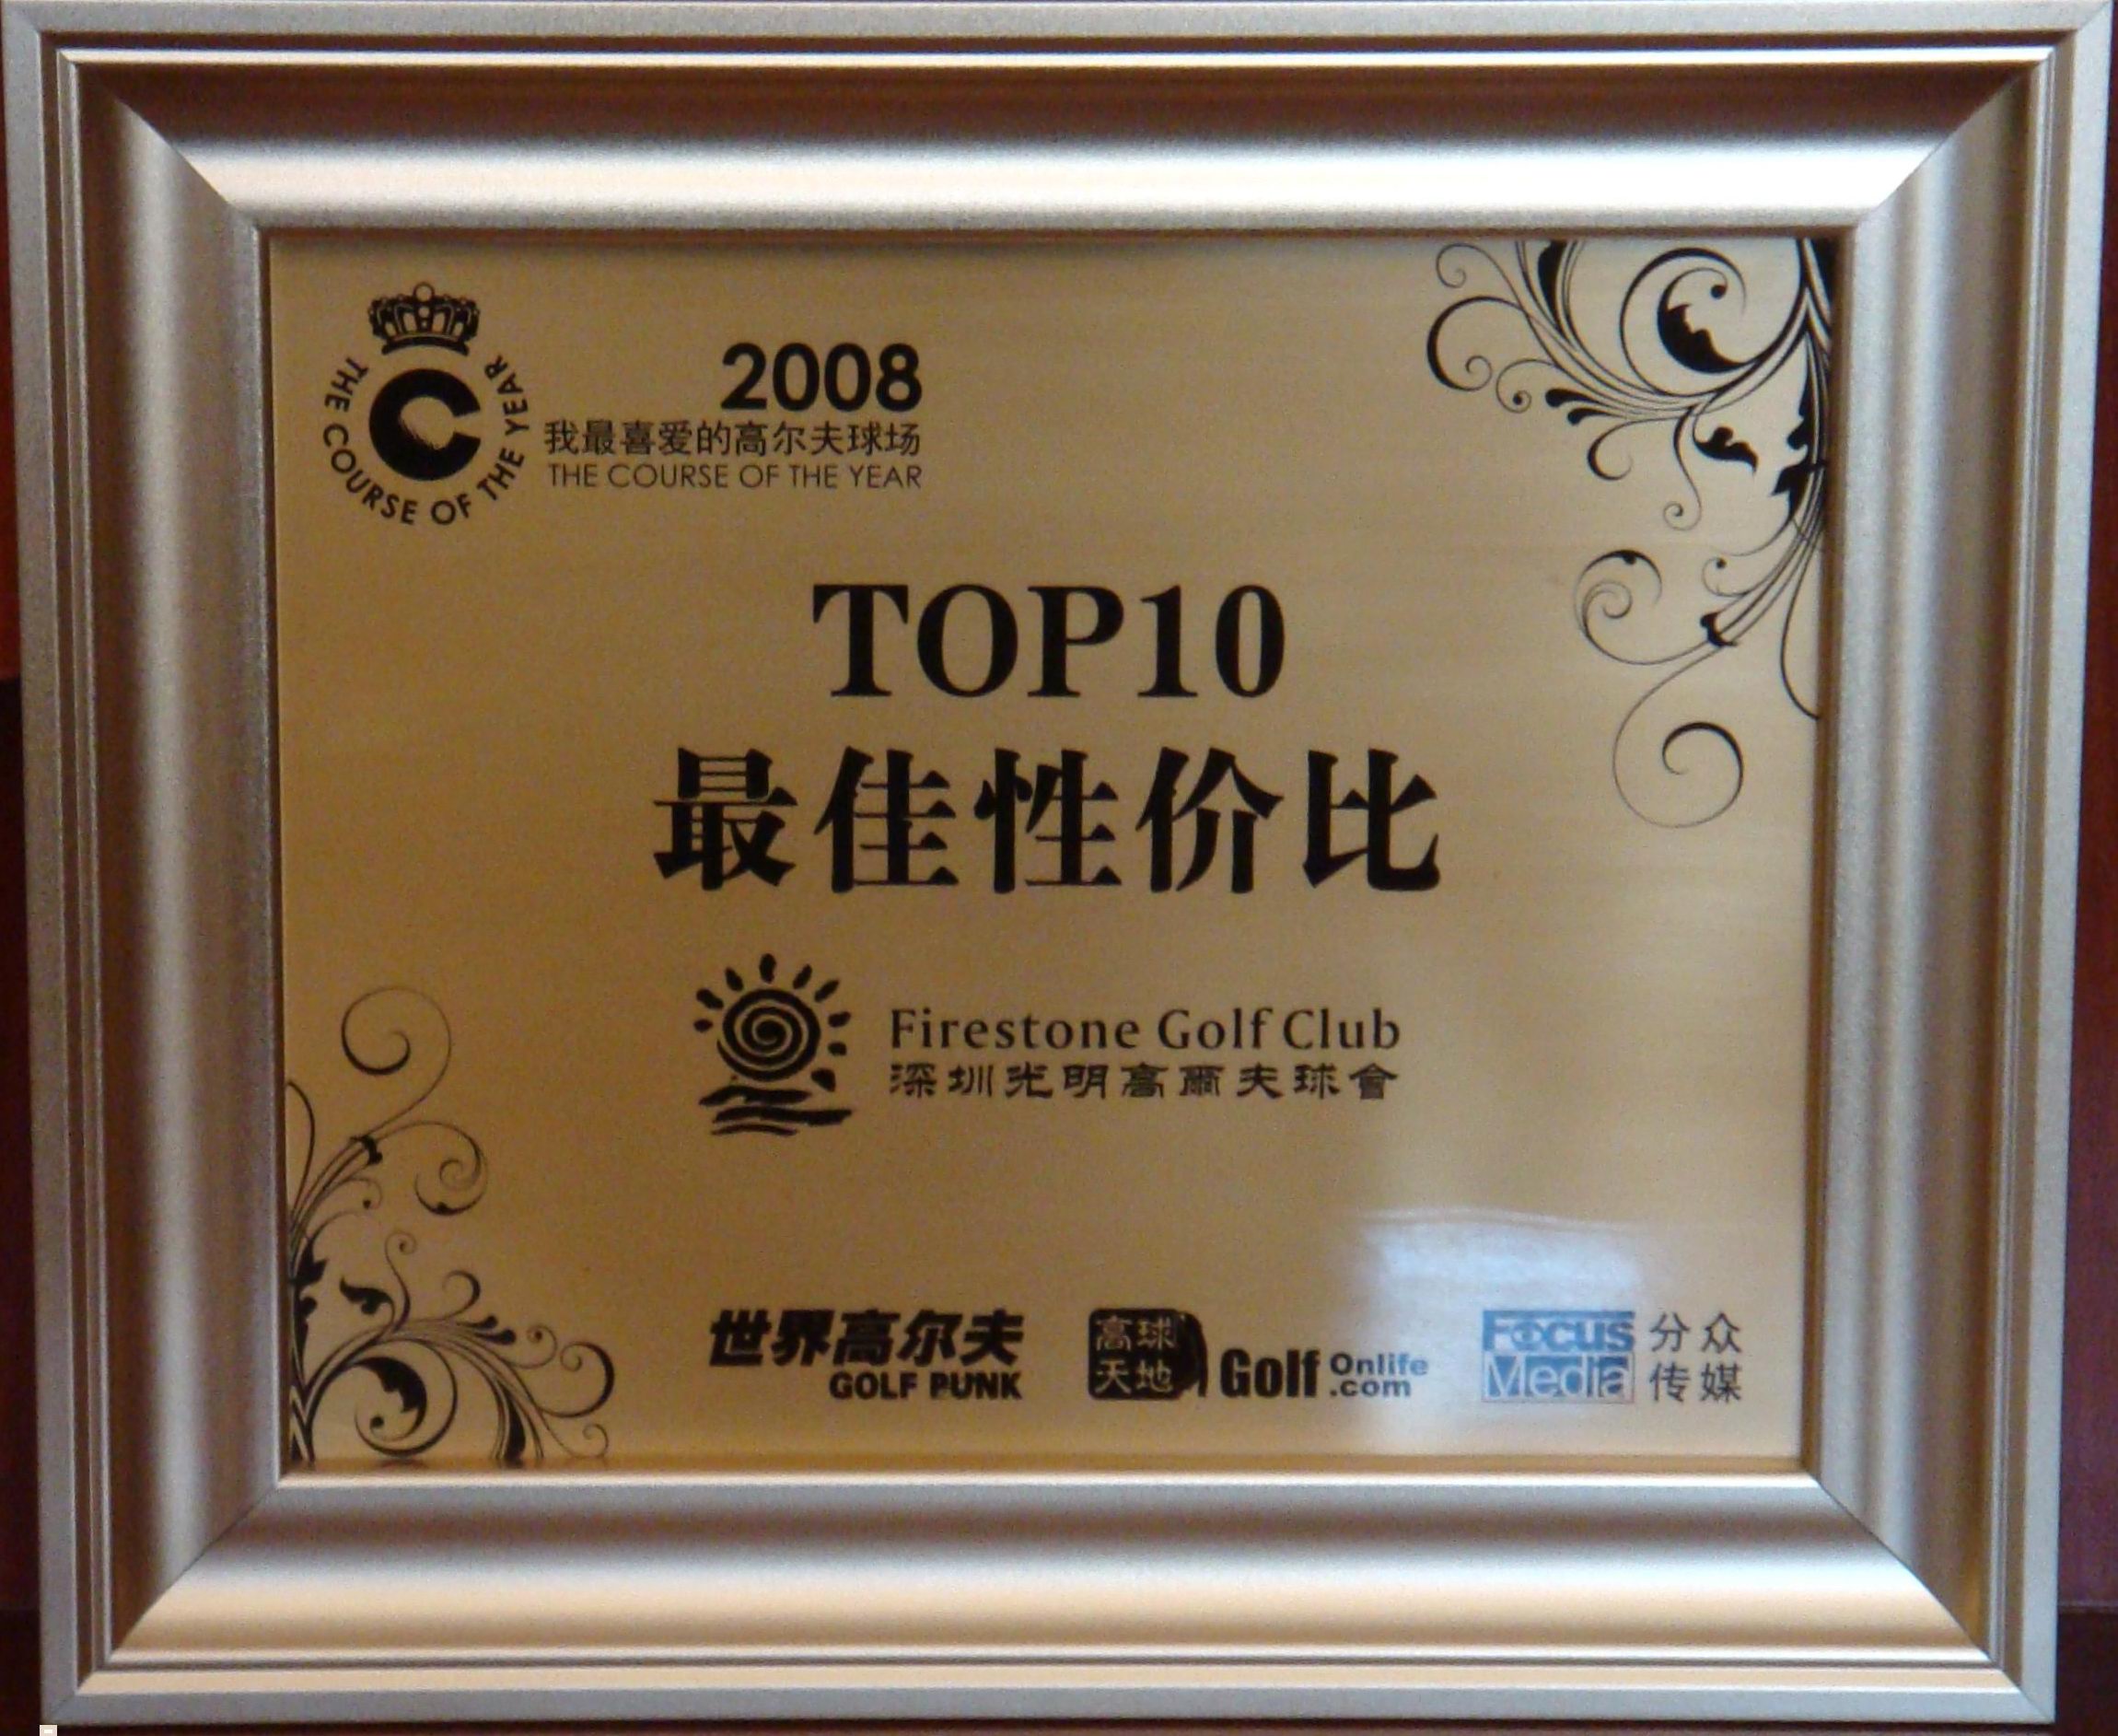 THE COURSE OF THE YEAR
C
2008
我最喜爱的高尔夫球场
THE COURSE OF THE YEAR
TOP10
最佳性价比
Firestone Golf Club
深圳光明高爾夫球會
世界高尔夫
GOLF PUNK
高球
天地
Golf Onlife
.com
Focus
Media
分众
传媒